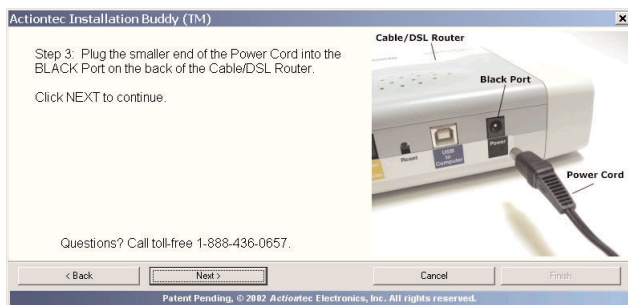 Actiontec Installation Buddy (TM)
Step 3: Plug the smaller end of the Power Cord into the
BLACK Port on the back of the Cable/DSL Router.
Click NEXT to continue.
Questions? Call toll-free 1-888-436-0657.
Cable/DSL Router
Black Port
Reset
USB
to
Computer
Power
Power Cord
< Back
Next >
Cancel
Finish
Patent Pending, © 2002 Actiontec Electronics, Inc. All rights reserved.